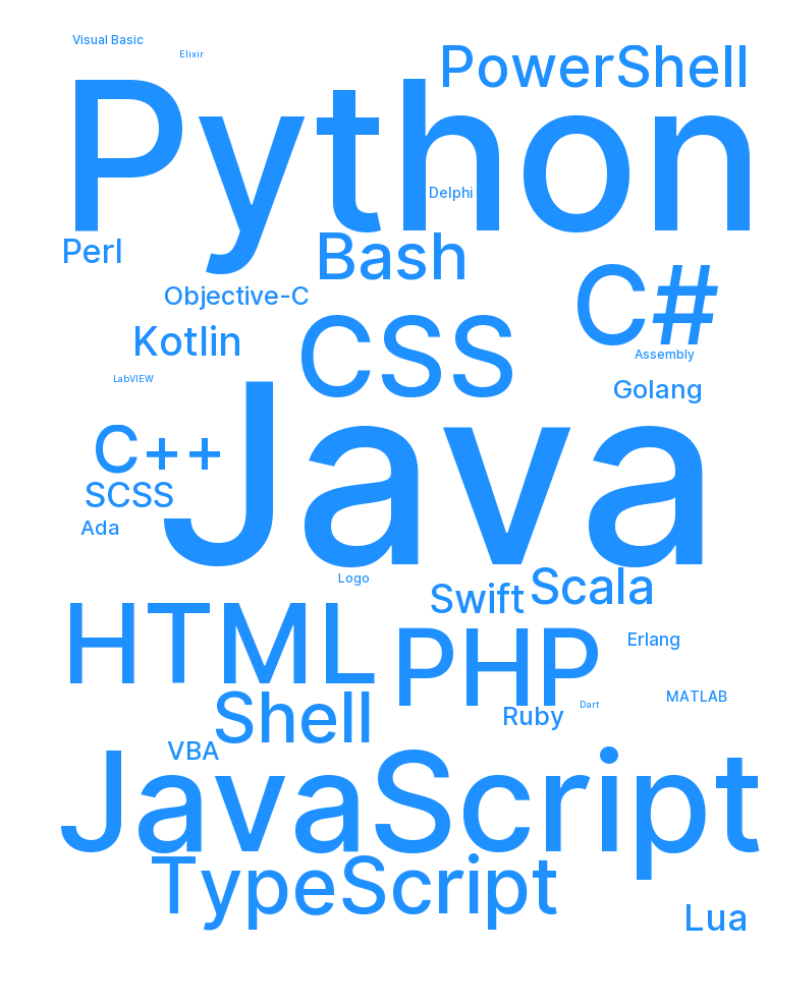 Visual Basic
Elixir
PowerShell
Python
Delphi
Perl
Bash
Objective-C
C#
Kotlin
CSS
Assembly
LabVIEW
Golang
Java
C++
SCSS
Ada
Logo
Swift
Scala
HTML
PHP
Erlang
MATLAB
Dart
Ruby
Shell
VBA
JavaScript
TypeScript
Lua